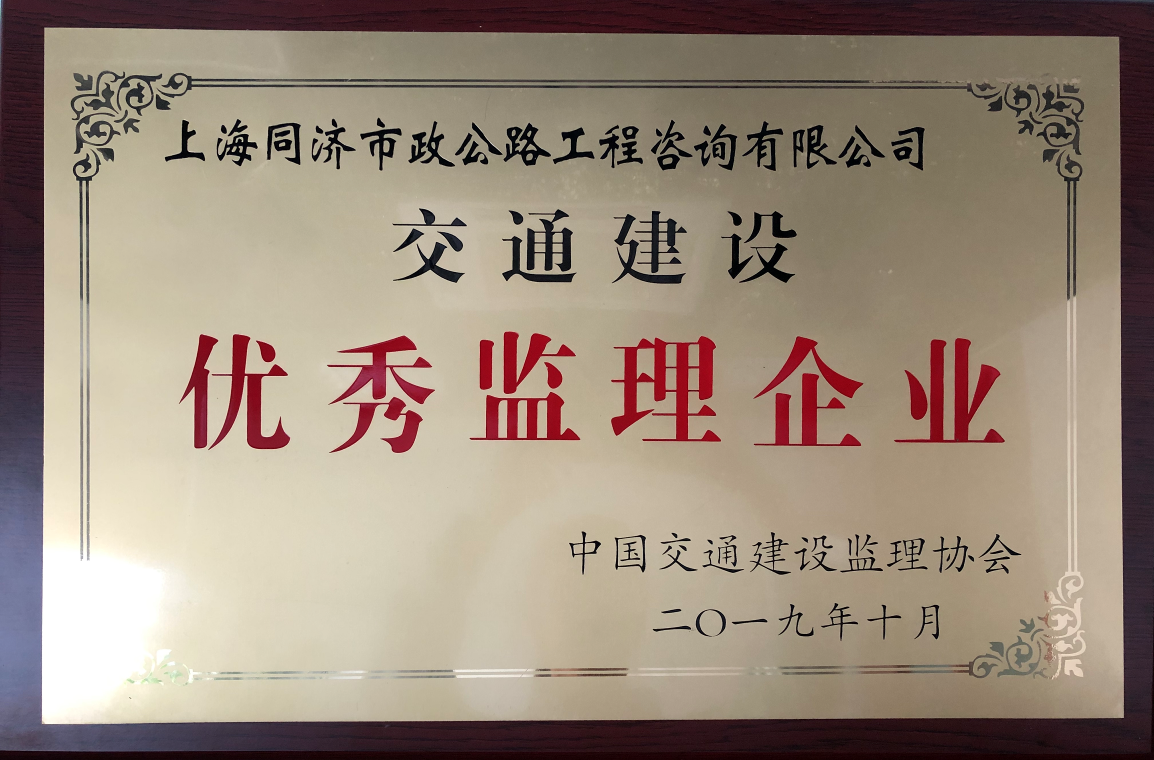 上海同济市政公路工程咨询有限公司
交通建设
优秀监理企业
中国交通建设监理协会
二〇一九年十月